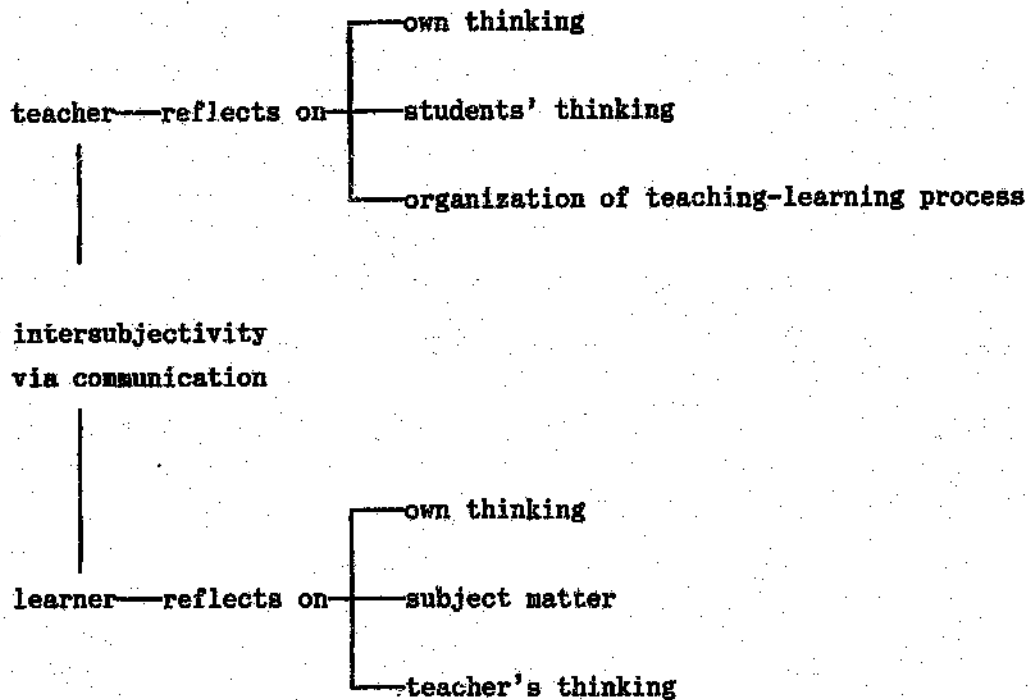 own thinking
teacher reflects on students' thinking
organization of teaching-learning process
intersubjectivity
via communication
own thinking
learner reflects on subject matter
teacher's thinking